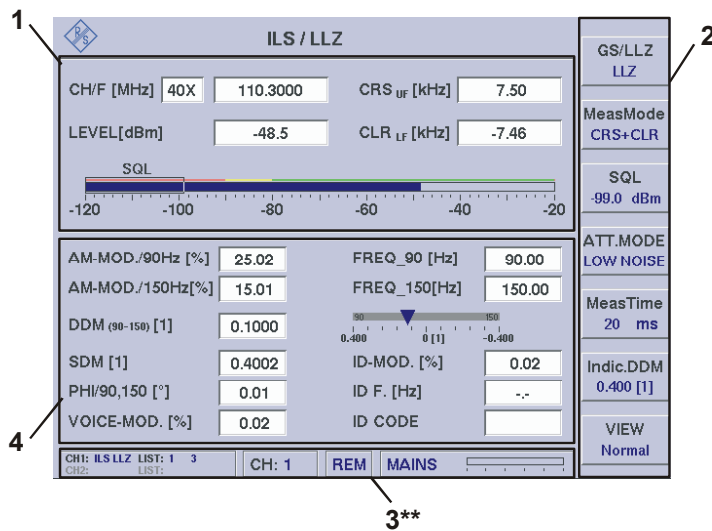 1
2
R S
ILS / LLZ
CH/F [MHz] 40X 110.3000 CRS UF [kHz] 7.50
LEVEL[dBm] -48.5 CLR LF [kHz] -7.46
SQL
-120 -100 -80 -60 -40 -20
AM-MOD./90Hz [%] 25.02 FREQ_90 [Hz] 90.00
AM-MOD./150Hz[%] 15.01 FREQ_150[Hz] 150.00
DDM (90-150) [1] 0.1000 90 150
0.400 0 [1] -0.400
SDM [1] 0.4002 ID-MOD. [%] 0.02
PHI/90,150 [°] 0.01 ID F. [Hz] -.-
VOICE-MOD. [%] 0.02 ID CODE
4
CH1: ILS LLZ LIST: 1 3
CH2: LIST:
CH: 1 REM MAINS
3**
GS/LLZ
LLZ
MeasMode
CRS+CLR
SQL
-99.0 dBm
ATT.MODE
LOW NOISE
MeasTime
20 ms
Indic.DDM
0.400 [1]
VIEW
Normal